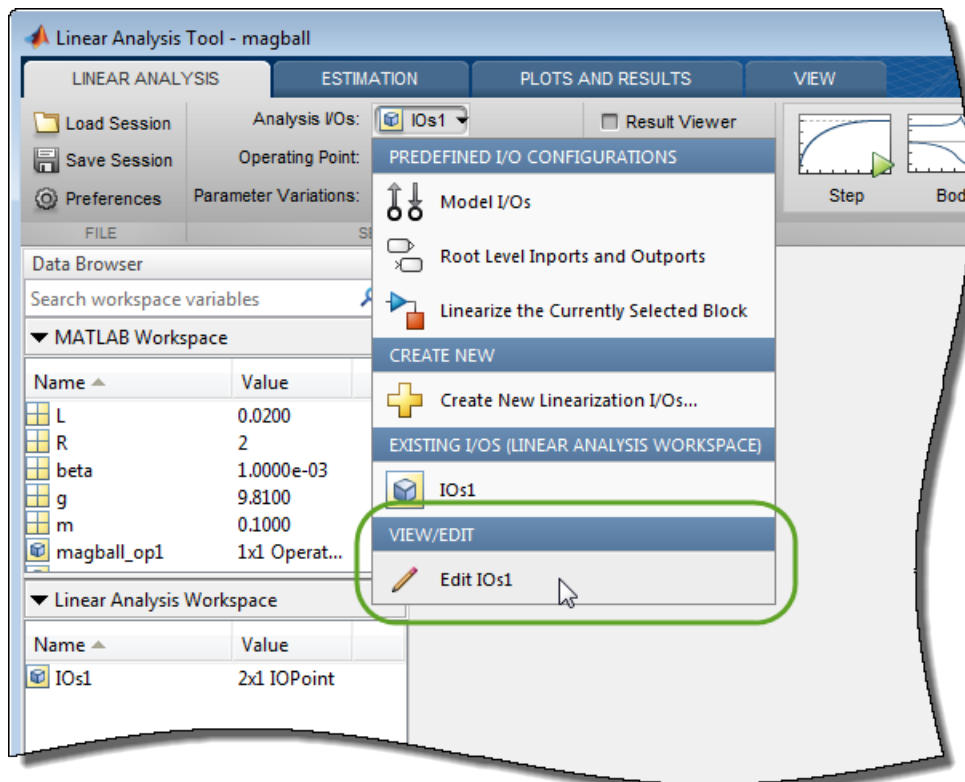 Linear Analysis Tool - magball
LINEAR ANALYSIS ESTIMATION PLOTS AND RESULTS VIEW
Load Session
Save Session
Preferences
FILE
Analysis I/Os: IOs1
Operating Point:
Parameter Variations:
Result Viewer
Step
PREDEFINED I/O CONFIGURATIONS
Model I/Os
Root Level Inports and Outports
Linearize the Currently Selected Block
CREATE NEW
Create New Linearization I/Os...
EXISTING I/OS (LINEAR ANALYSIS WORKSPACE)
IOs1
VIEW/EDIT
Edit IOs1
Data Browser
Search workspace variables
MATLAB Workspace
Name Value
L 0.0200
R 2
beta 1.0000e-03
g 9.8100
m 0.1000
magball_op1 1x1 Operat...
Linear Analysis Workspace
Name Value
IOs1 2x1 IOPoint